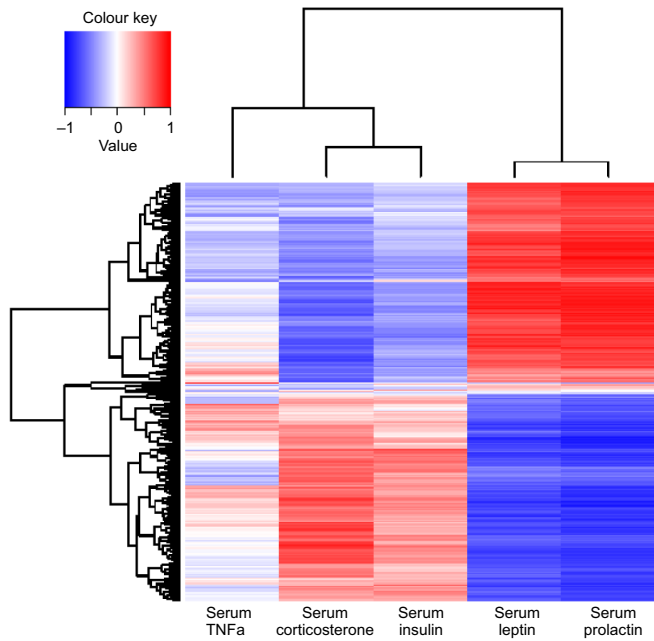 Colour key
–1 0 1
Value
Serum TNFa
Serum corticosterone
Serum insulin
Serum leptin
Serum prolactin